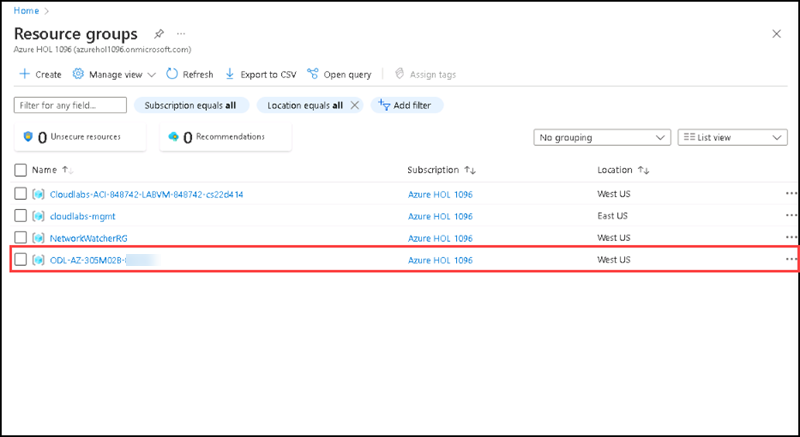 Home >
Resource groups ...
Azure HOL 1096 (azurehol1096.onmicrosoft.com)
+ Create Manage view Refresh Export to CSV Open query Assign tags
Filter for any field... Subscription equals all Location equals all Add filter
0 Unsecure resources 0 Recommendations No grouping List view
Name Subscription Location
Cloudlabs-ACI-848742-LABVM-848742-cs22d414 Azure HOL 1096 West US ...
cloudlabs-mgmt Azure HOL 1096 East US ...
NetworkWatcherRG Azure HOL 1096 West US ...
ODL-AZ-305M02B- Azure HOL 1096 West US ...